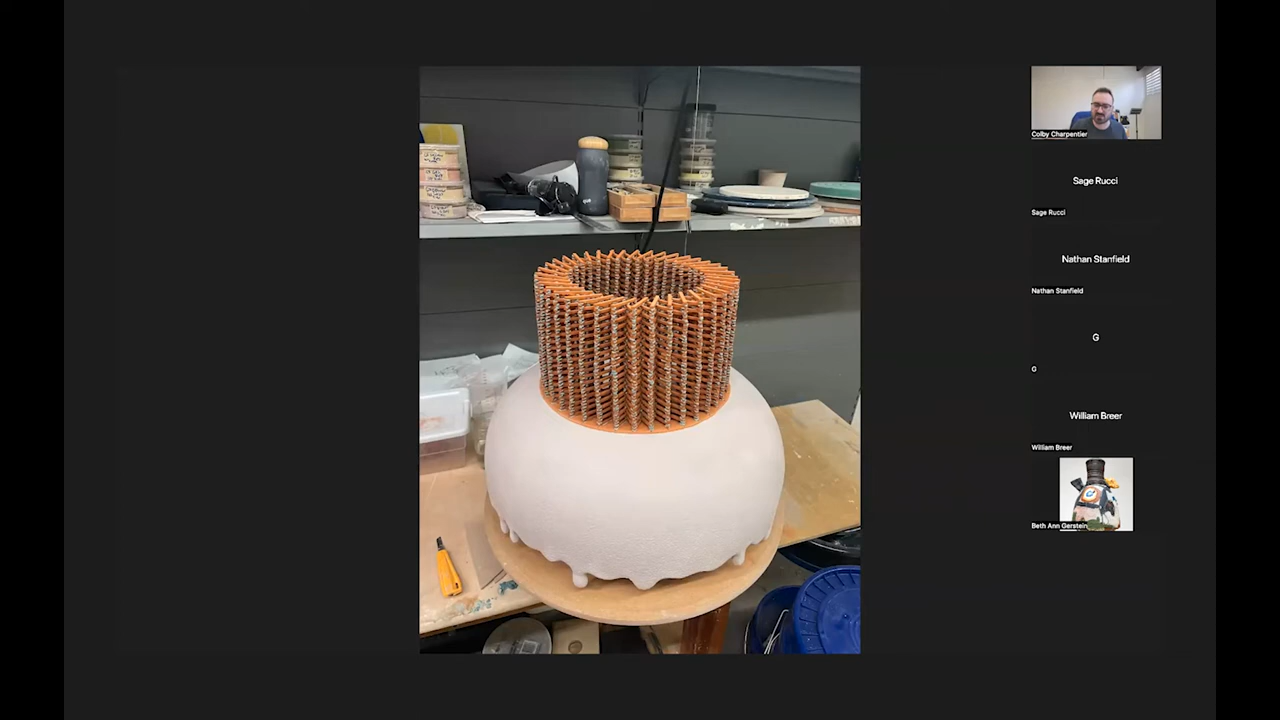 Colby Charpentier
Sage Rucci
Sage Rucci
Nathan Stanfield
Nathan Stanfield
G
G
William Breer
William Breer
Beth Ann Gerstein